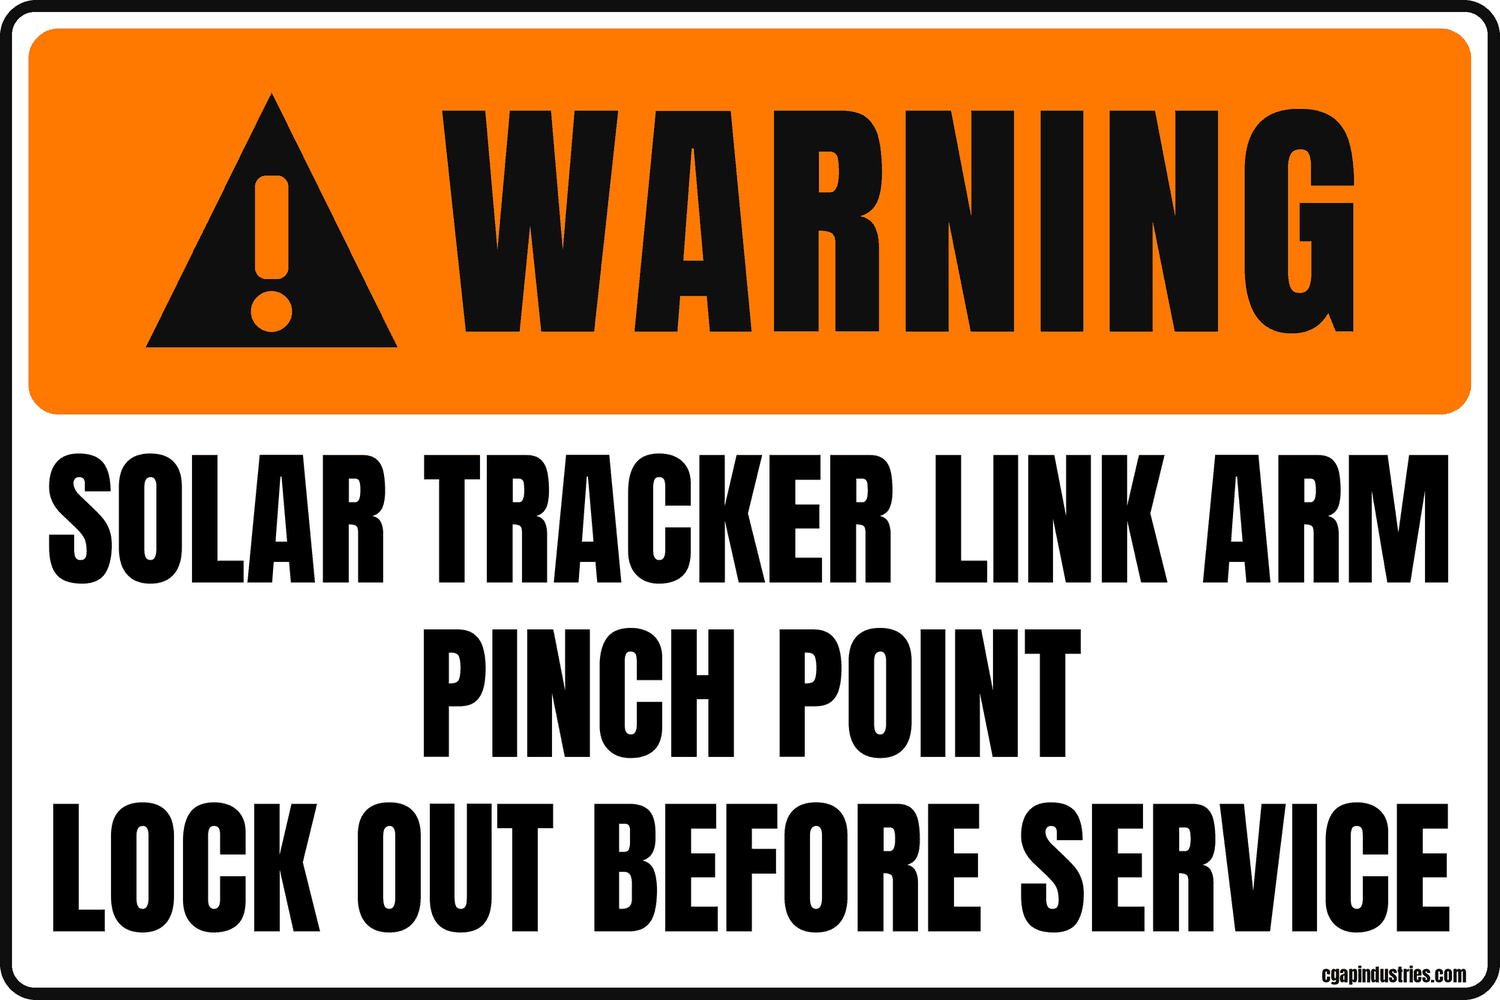 WARNING
SOLAR TRACKER LINK ARM
PINCH POINT
LOCK OUT BEFORE SERVICE
cgapindustries.com